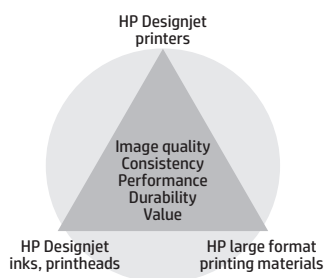 HP Designjet
printers
Image quality
Consistency
Performance
Durability
Value
HP Designjet
inks, printheads
HP large format
printing materials